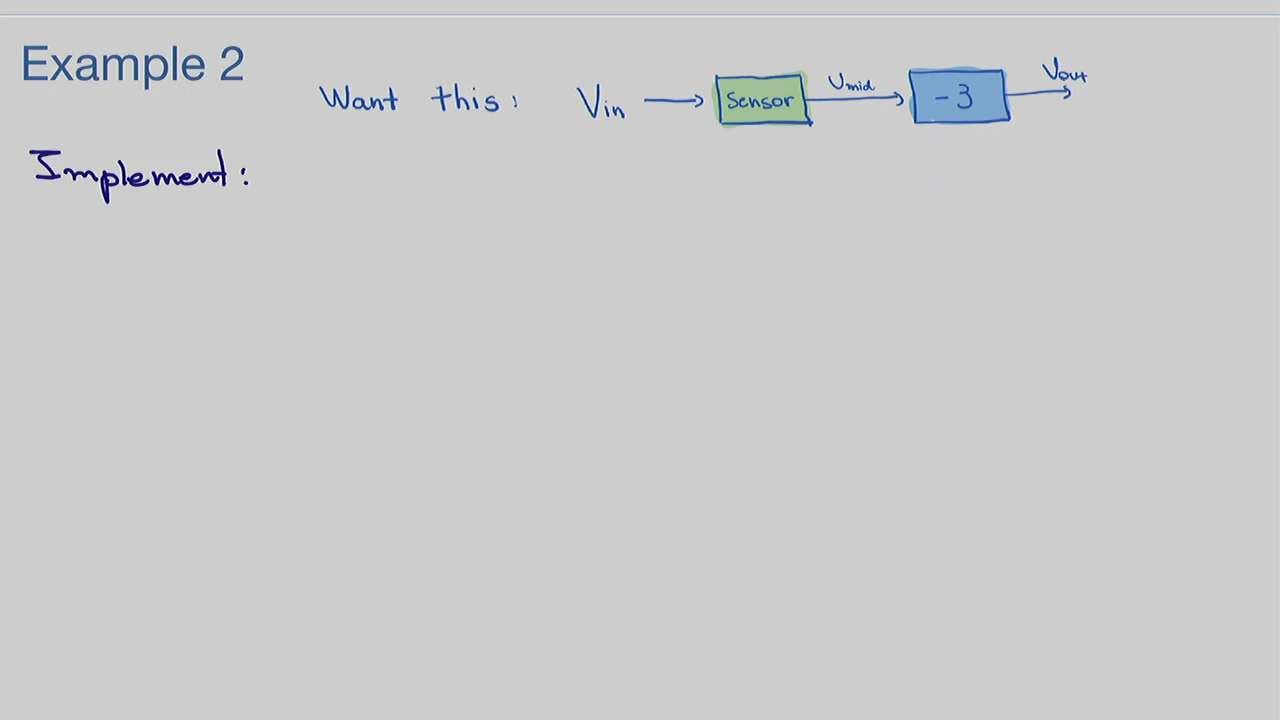 Example 2
Want this: Vin → Sensor Vmid → -3 Vout →
Implement: